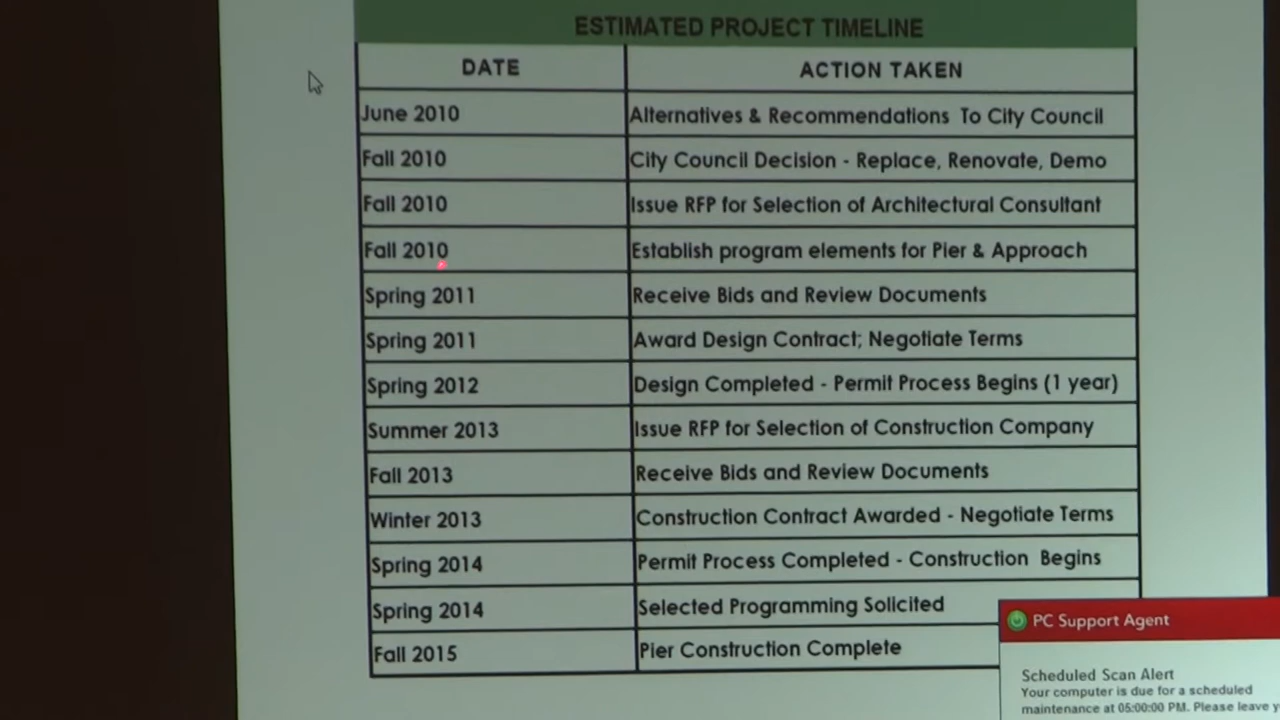 ESTIMATED PROJECT TIMELINE
DATE ACTION TAKEN
June 2010 Alternatives & Recommendations To City Council
Fall 2010 City Council Decision - Replace, Renovate, Demo
Fall 2010 Issue RFP for Selection of Architectural Consultant
Fall 2010 Establish program elements for Pier & Approach
Spring 2011 Receive Bids and Review Documents
Spring 2011 Award Design Contract; Negotiate Terms
Spring 2012 Design Completed - Permit Process Begins (1 year)
Summer 2013 Issue RFP for Selection of Construction Company
Fall 2013 Receive Bids and Review Documents
Winter 2013 Construction Contract Awarded - Negotiate Terms
Spring 2014 Permit Process Completed - Construction Begins
Spring 2014 Selected Programming Solicited
Fall 2015 Pier Construction Complete
PC Support Agent
Scheduled Scan Alert
Your computer is due for a scheduled
maintenance at 05:00:00 PM. Please leave